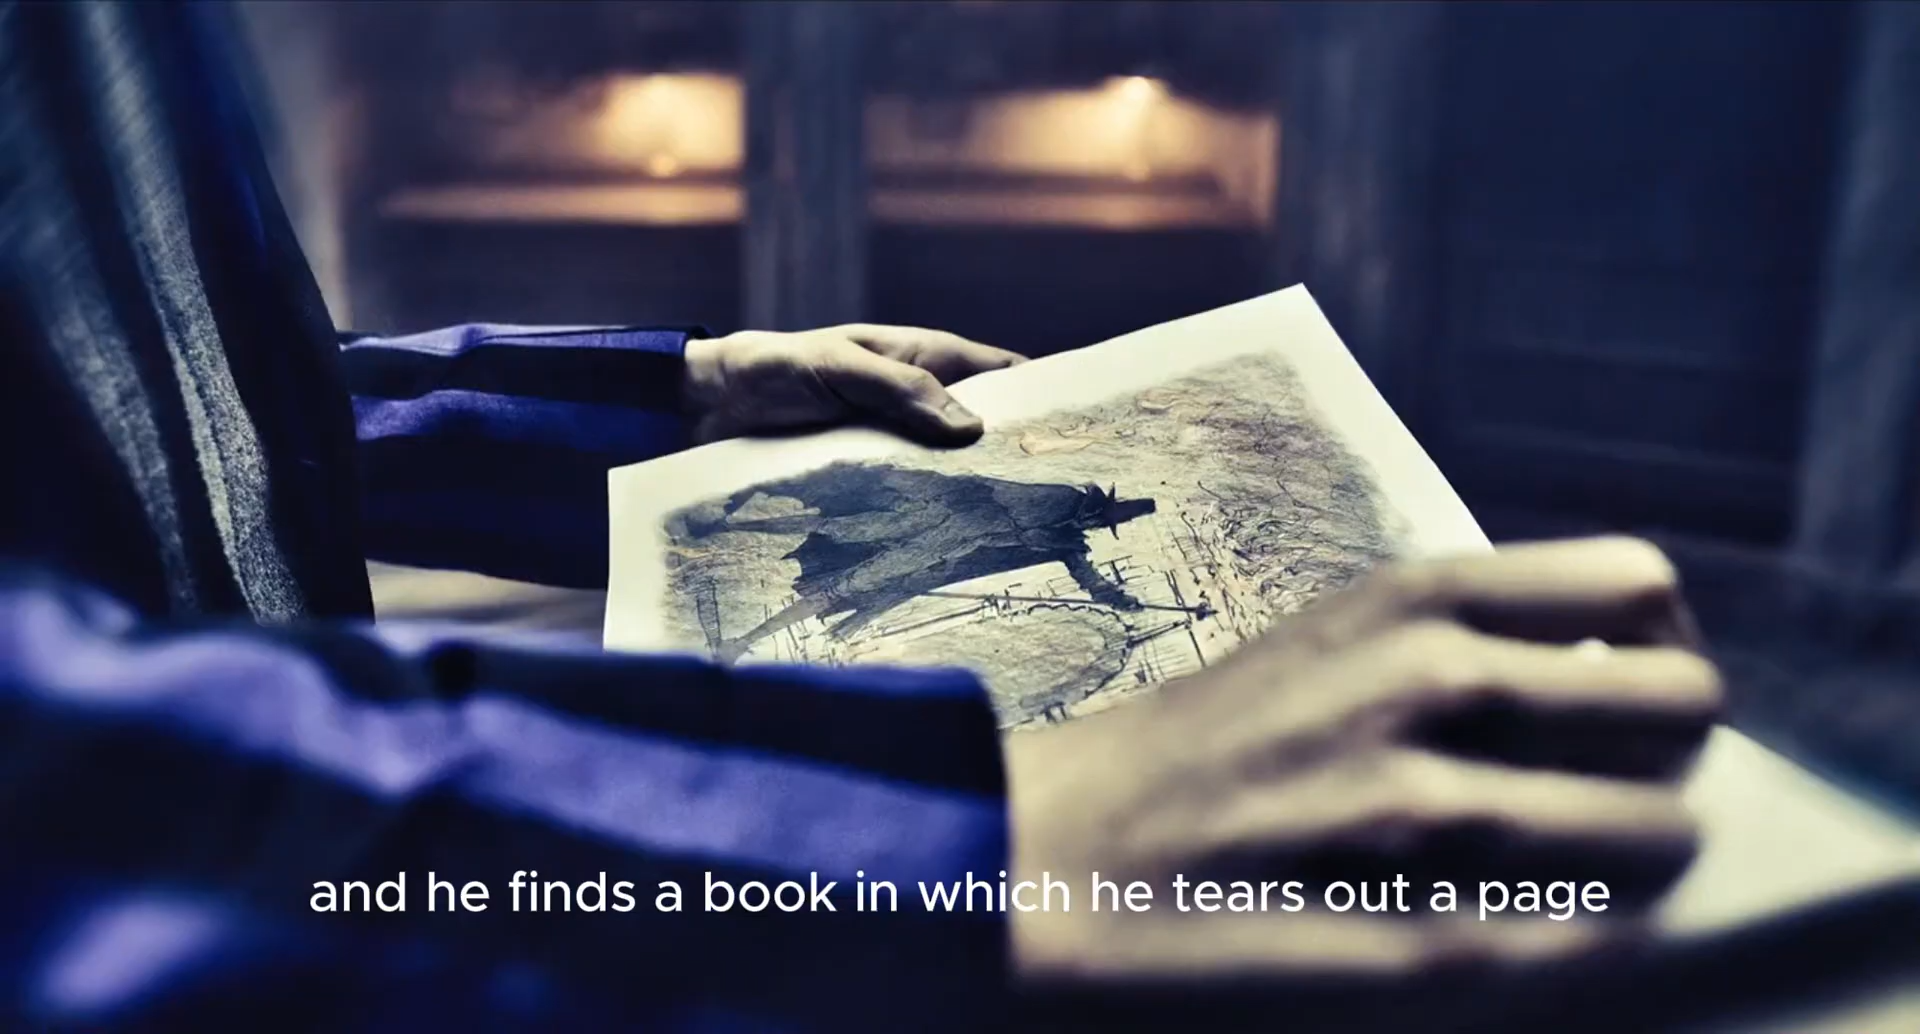 and he finds a book in which he tears out a page